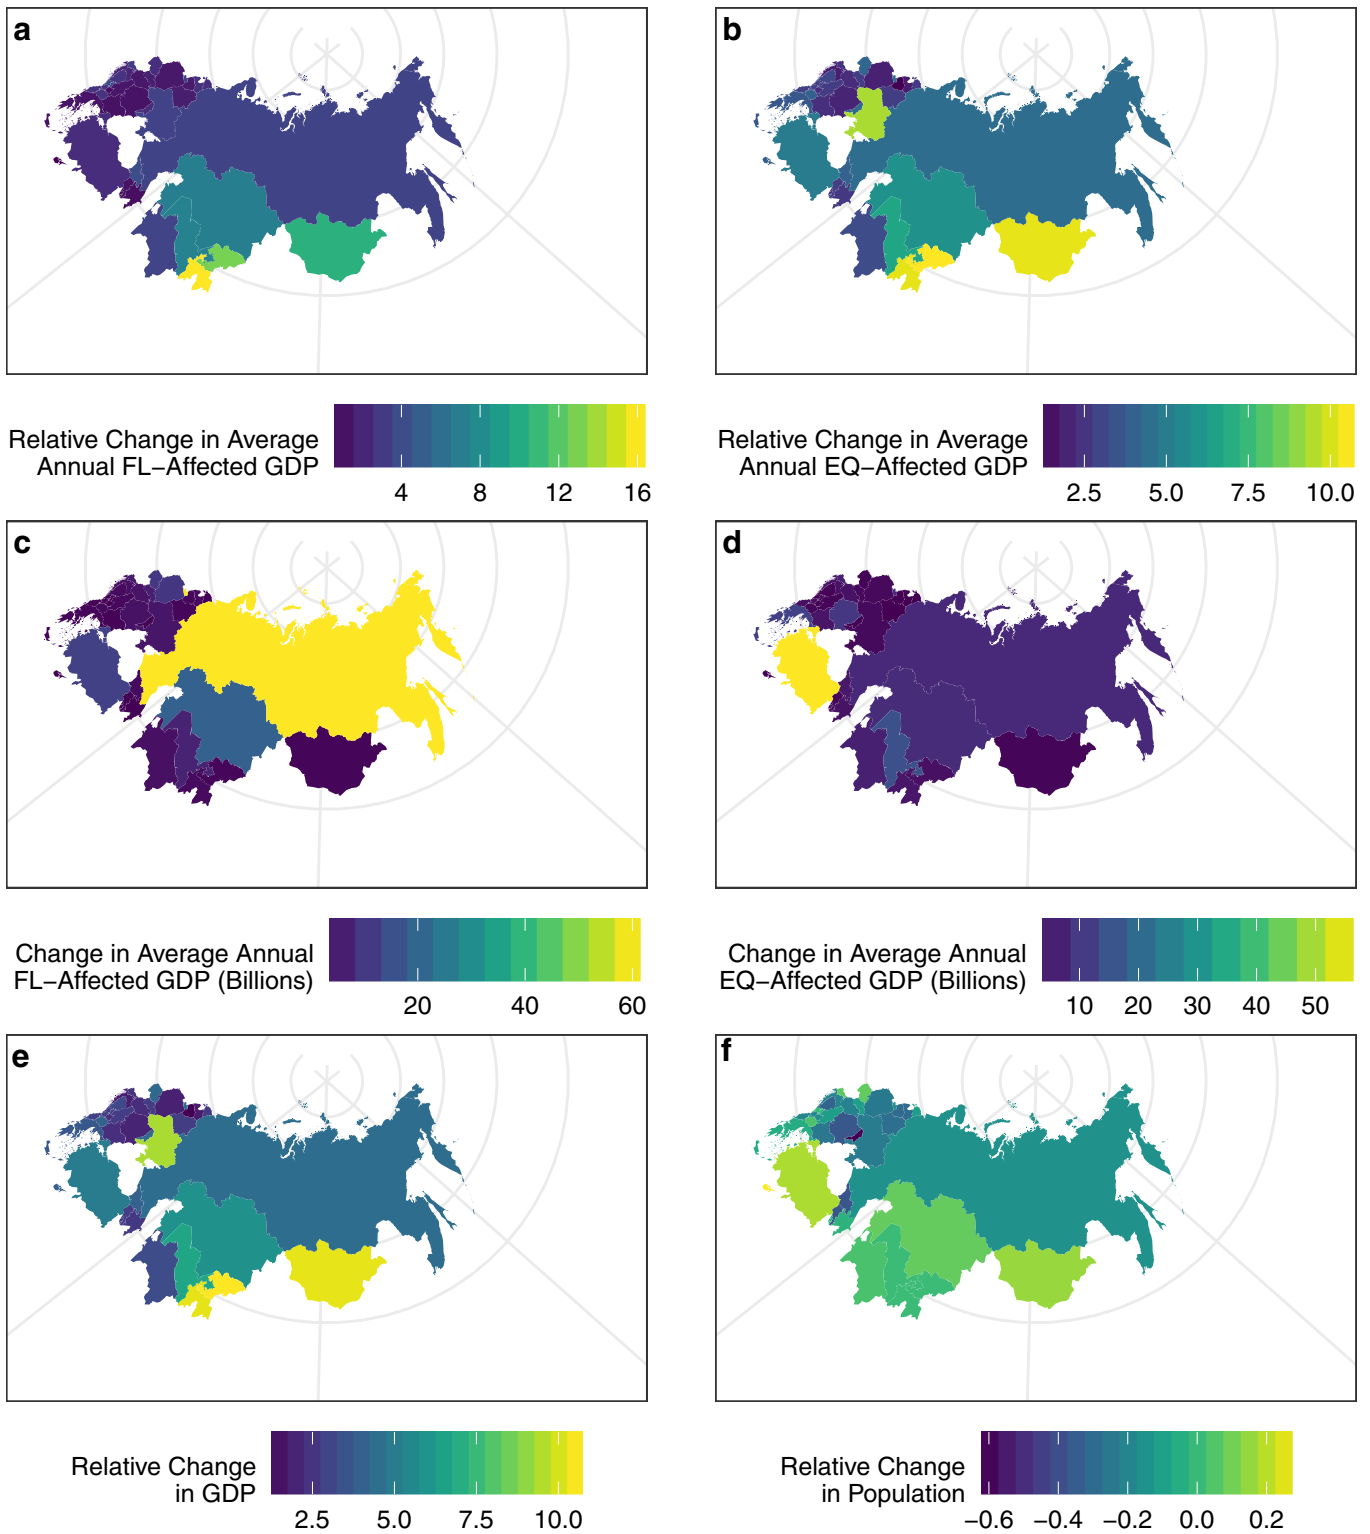 a
b
Relative Change in Average
Annual FL−Affected GDP
4 8 12 16
Relative Change in Average
Annual EQ−Affected GDP
2.5 5.0 7.5 10.0
c
d
Change in Average Annual
FL−Affected GDP (Billions)
20 40 60
Change in Average Annual
EQ−Affected GDP (Billions)
10 20 30 40 50
e
f
Relative Change
in GDP
2.5 5.0 7.5 10.0
Relative Change
in Population
−0.6 −0.4 −0.2 0.0 0.2